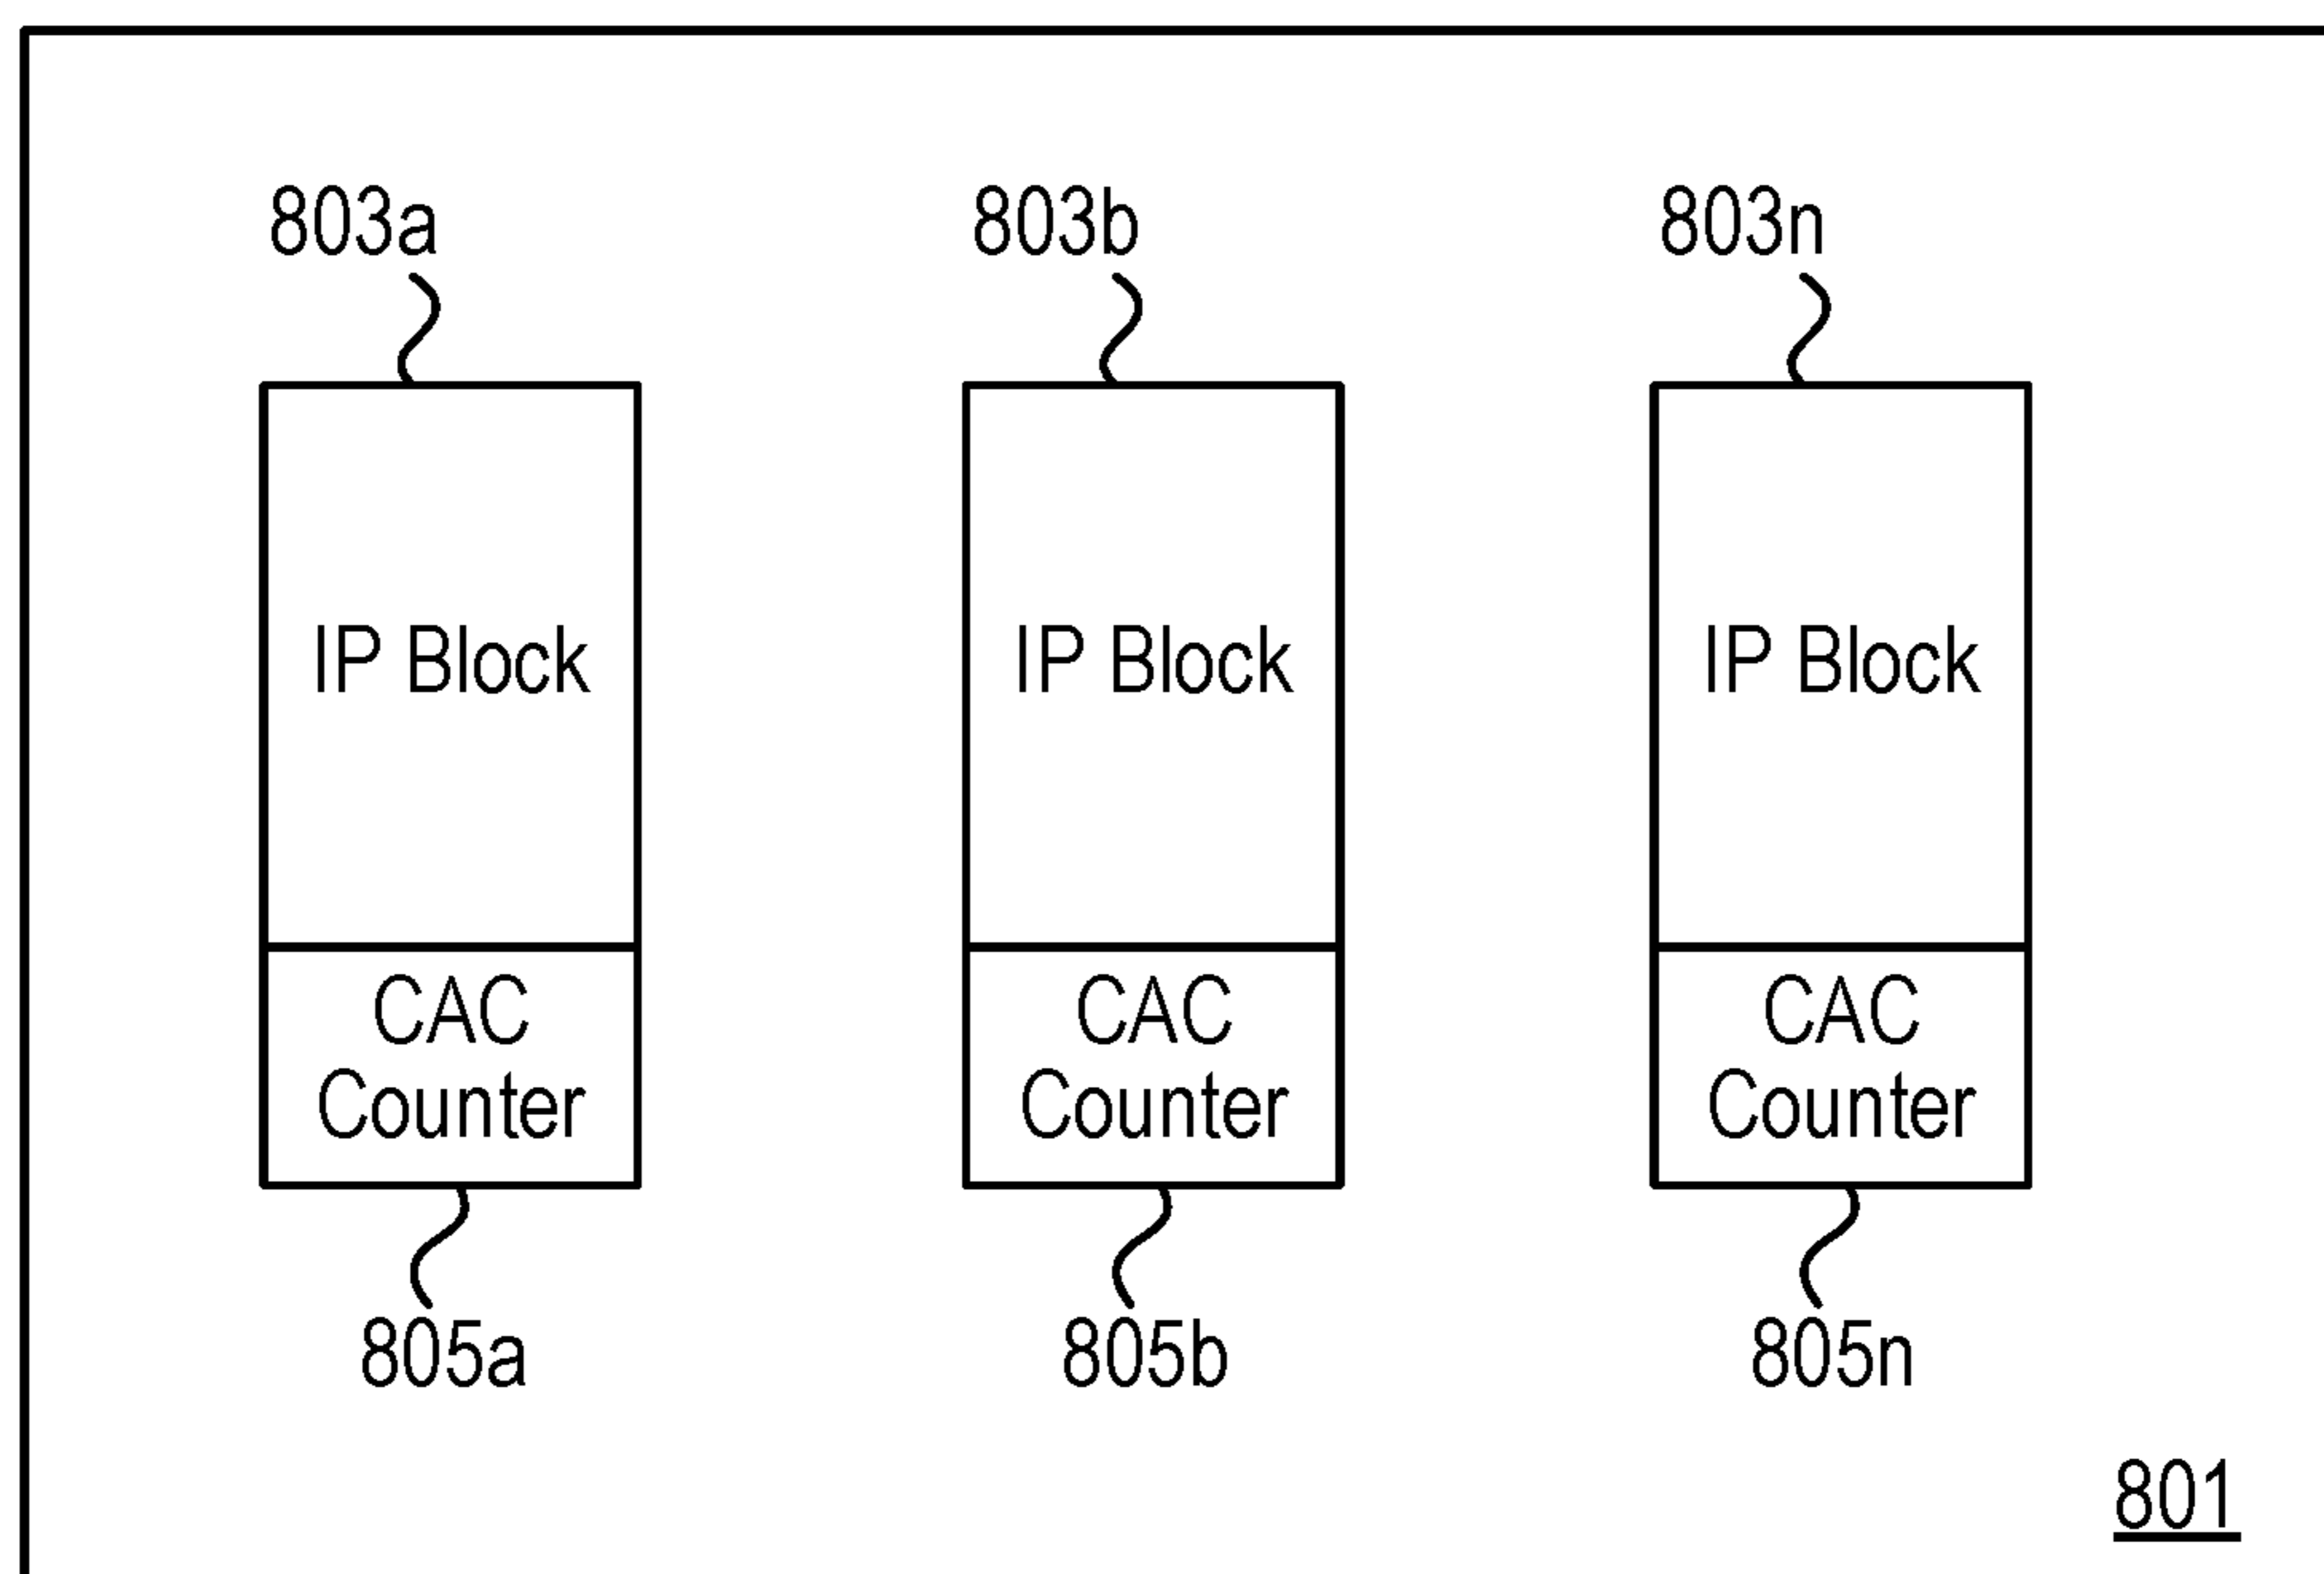 803a 803b 803n
IP Block IP Block IP Block
CAC CAC CAC
Counter Counter Counter
805a 805b 805n
801